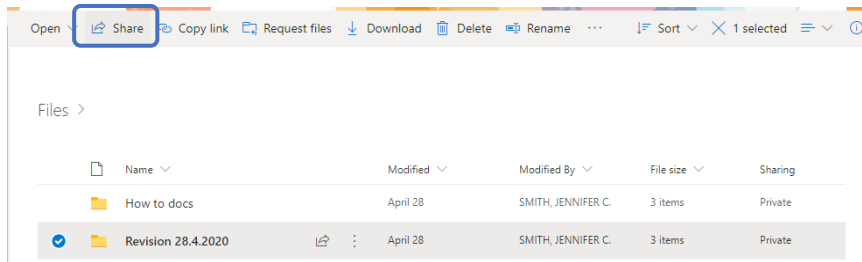 Open Share Copy link Request files Download Delete Rename ··· Sort 1 selected
Files >
Name Modified Modified By File size Sharing
How to docs April 28 SMITH, JENNIFER C. 3 items Private
Revision 28.4.2020 April 28 SMITH, JENNIFER C. 3 items Private